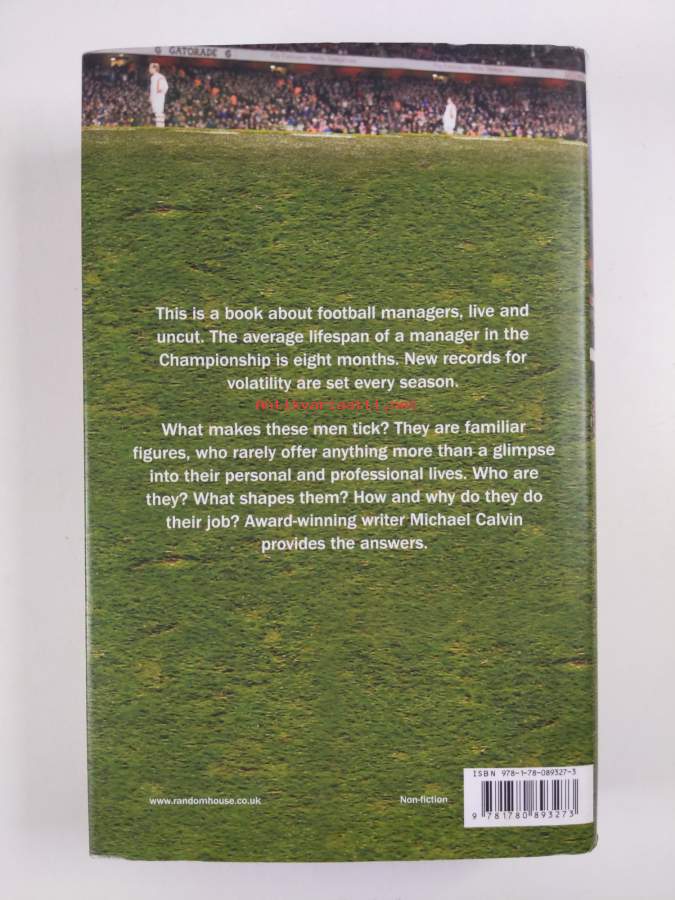 G GATORADE G
This is a book about football managers, live and
uncut. The average lifespan of a manager in the
Championship is eight months. New records for
volatility are set every season.
Antikvariaatti.net
What makes these men tick? They are familiar
figures, who rarely offer anything more than a glimpse
into their personal and professional lives. Who are
they? What shapes them? How and why do they do
their job? Award-winning writer Michael Calvin
provides the answers.
ISBN 978-1-78-089327-3
www.randomhouse.co.uk
Non-fiction
9 781780 893273